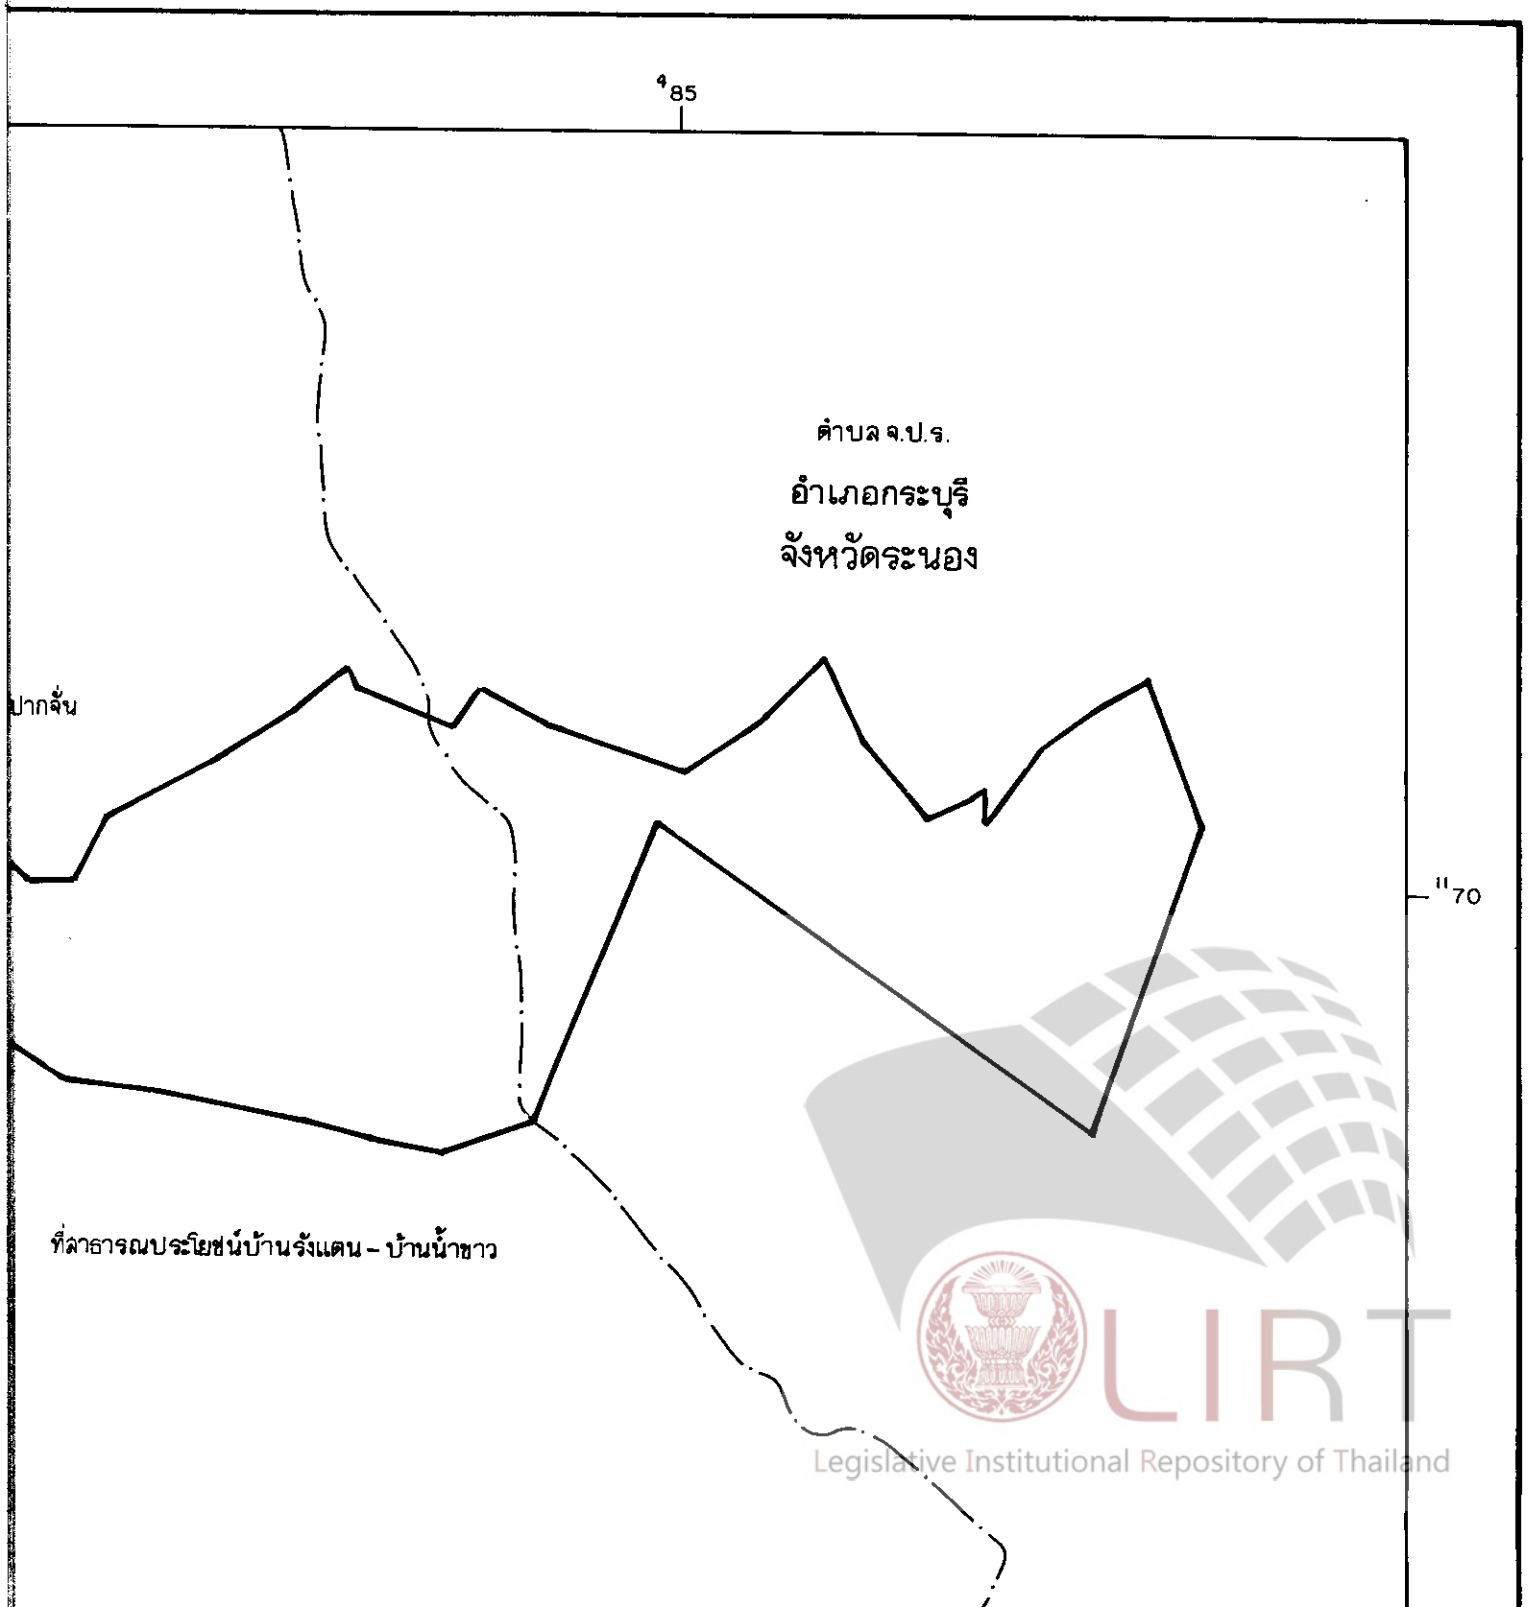 ⁴85
ตำบล จ.ป.ร.
อำเภอกระบุรี
จังหวัดระนอง
ปากจั่น
¹¹70
ที่สาธารณประโยชน์บ้านรังแตน – บ้านน้ำขาว
LIRT
Legislative Institutional Repository of Thailand